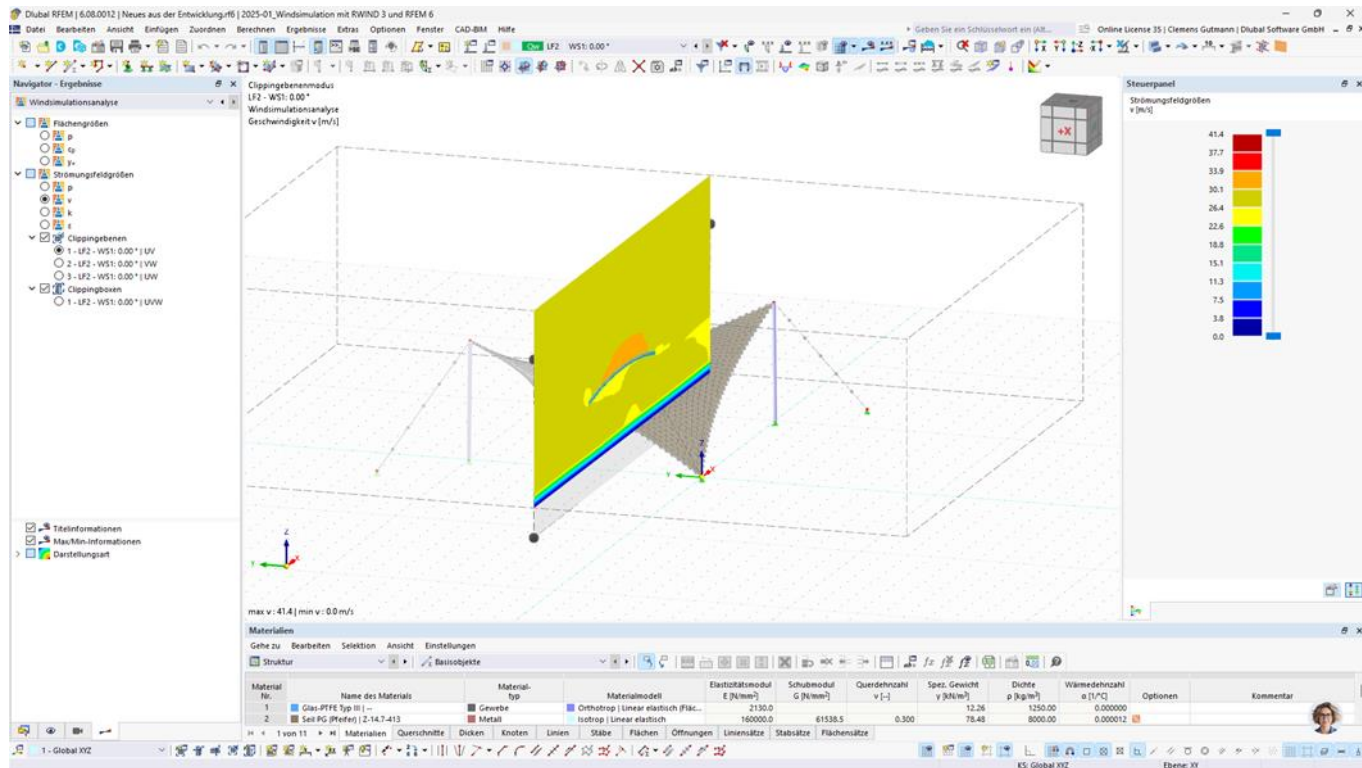 Dlubal RFEM | 6.08.0012 | Neues aus der Entwicklung.rf6 | 2025-01_Windsimulation mit RWIND 3 und RFEM 6
Datei Bearbeiten Ansicht Einfügen Zuordnen Berechnen Ergebnisse Extras Optionen Fenster CAD-BIM Hilfe
Geben Sie ein Schlüsselwort ein (Alt...
Online License 35 | Clemens Gutmann | Dlubal Software GmbH
LF2 WS1: 0.00 °
Navigator - Ergebnisse
Windsimulationsanalyse
Flächengrößen
p
cp
y+
Strömungsfeldgrößen
p
v
k
ε
Clippingebenen
1 - LF2 - WS1: 0.00 ° | UV
2 - LF2 - WS1: 0.00 ° | VW
3 - LF2 - WS1: 0.00 ° | UW
Clippingboxen
1 - LF2 - WS1: 0.00 ° | UVW
Titelinformationen
Max/Min-Informationen
Darstellungsart
Clippingebenenmodus
LF2 - WS1: 0.00 °
Windsimulationsanalyse
Geschwindigkeit v [m/s]
+X
Z
Y
X
Z
Y
X
max v : 41.4 | min v : 0.0 m/s
Steuerpanel
Strömungsfeldgrößen
v [m/s]
41.4
37.7
33.9
30.1
26.4
22.6
18.8
15.1
11.3
7.5
3.8
0.0
Materialien
Gehe zu Bearbeiten Selektion Ansicht Einstellungen
Struktur
Basisobjekte
Material Nr. Name des Materials Material-typ Materialmodell Elastizitätsmodul E [N/mm²] Schubmodul G [N/mm²] Querdehnzahl ν [--] Spez. Gewicht γ [kN/m³] Dichte ρ [kg/m³] Wärmedehnzahl α [1/°C] Optionen Kommentar
1 Glas-PTFE Typ III | -- Gewebe Orthotrop | Linear elastisch (Fläc... 2130.0 12.26 1250.00 0.000000
2 Seil PG (Pfeifer) | Z-14.7-413 Metall Isotrop | Linear elastisch 160000.0 61538.5 0.300 78.48 8000.00 0.000012
1 von 11 Materialien Querschnitte Dicken Knoten Linien Stäbe Flächen Öffnungen Liniensätze Stabsätze Flächensätze
1 - Global XYZ
KS: Global XYZ
Ebene: XY